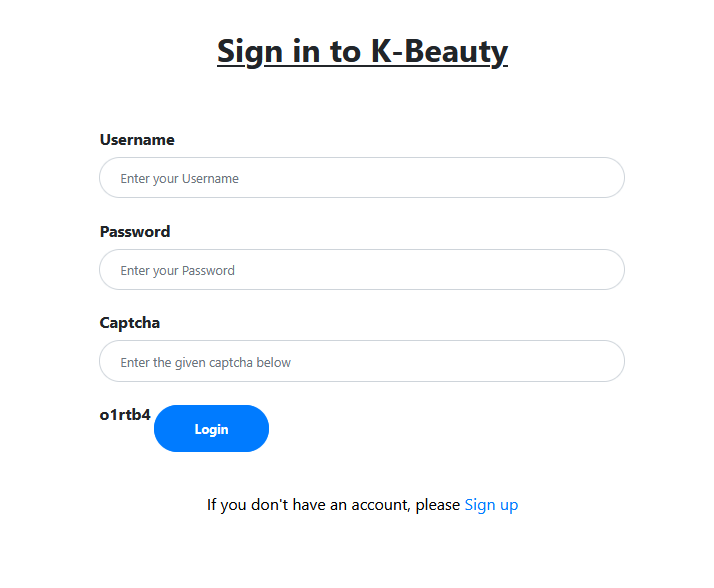 Sign in to K-Beauty
Username
Enter your Username
Password
Enter your Password
Captcha
Enter the given captcha below
o1rtb4 Login
If you don't have an account, please Sign up